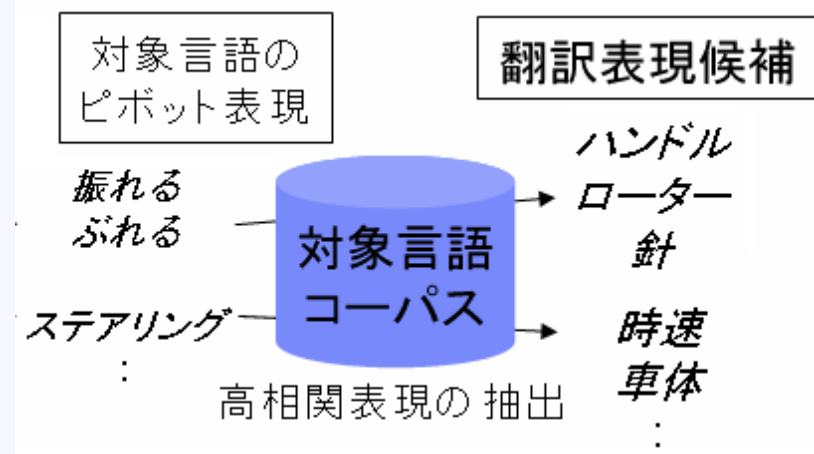 対象言語の
ピボット表現
翻訳表現候補
振れる
ぶれる
ステアリング
:
対象言語
コーパス
高相関表現の抽出
ハンドル
ローター
針
時速
車体
: